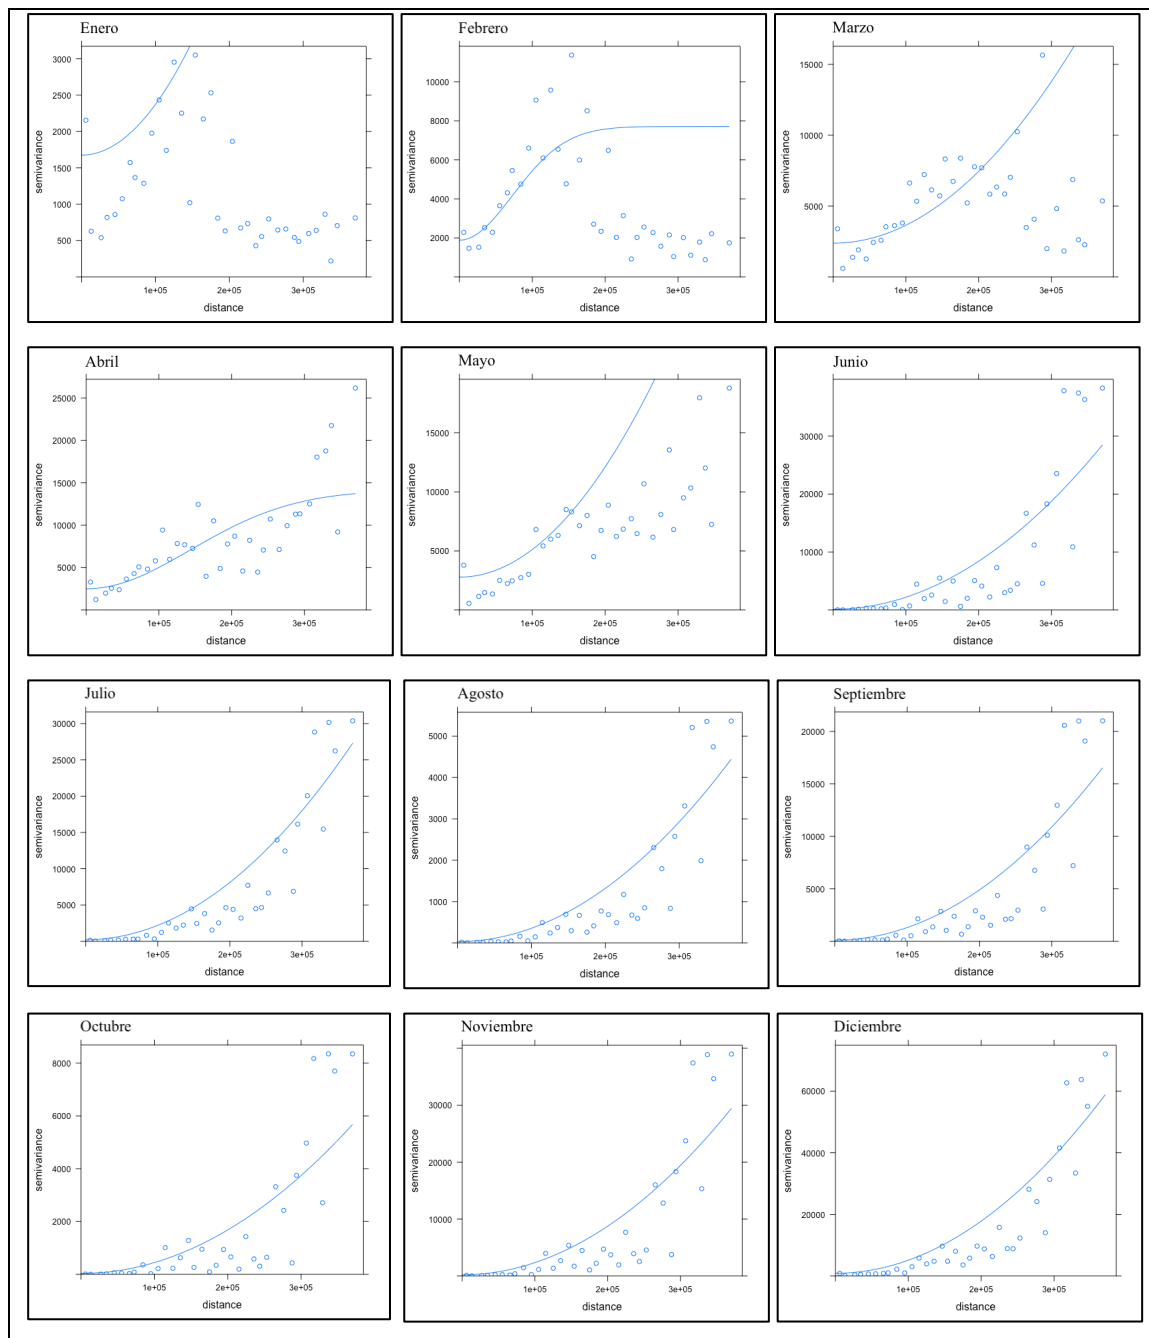 Enero
3000
2500
2000
1500
1000
500
semivariance
1e+05 2e+05 3e+05
distance
Febrero
10000
8000
6000
4000
2000
semivariance
1e+05 2e+05 3e+05
distance
Marzo
15000
10000
5000
semivariance
1e+05 2e+05 3e+05
distance
Abril
25000
20000
15000
10000
5000
semivariance
1e+05 2e+05 3e+05
distance
Mayo
15000
10000
5000
semivariance
1e+05 2e+05 3e+05
distance
Junio
30000
20000
10000
semivariance
1e+05 2e+05 3e+05
distance
Julio
30000
25000
20000
15000
10000
5000
semivariance
1e+05 2e+05 3e+05
distance
Agosto
5000
4000
3000
2000
1000
semivariance
1e+05 2e+05 3e+05
distance
Septiembre
20000
15000
10000
5000
semivariance
1e+05 2e+05 3e+05
distance
Octubre
8000
6000
4000
2000
semivariance
1e+05 2e+05 3e+05
distance
Noviembre
30000
20000
10000
semivariance
1e+05 2e+05 3e+05
distance
Diciembre
60000
40000
20000
semivariance
1e+05 2e+05 3e+05
distance